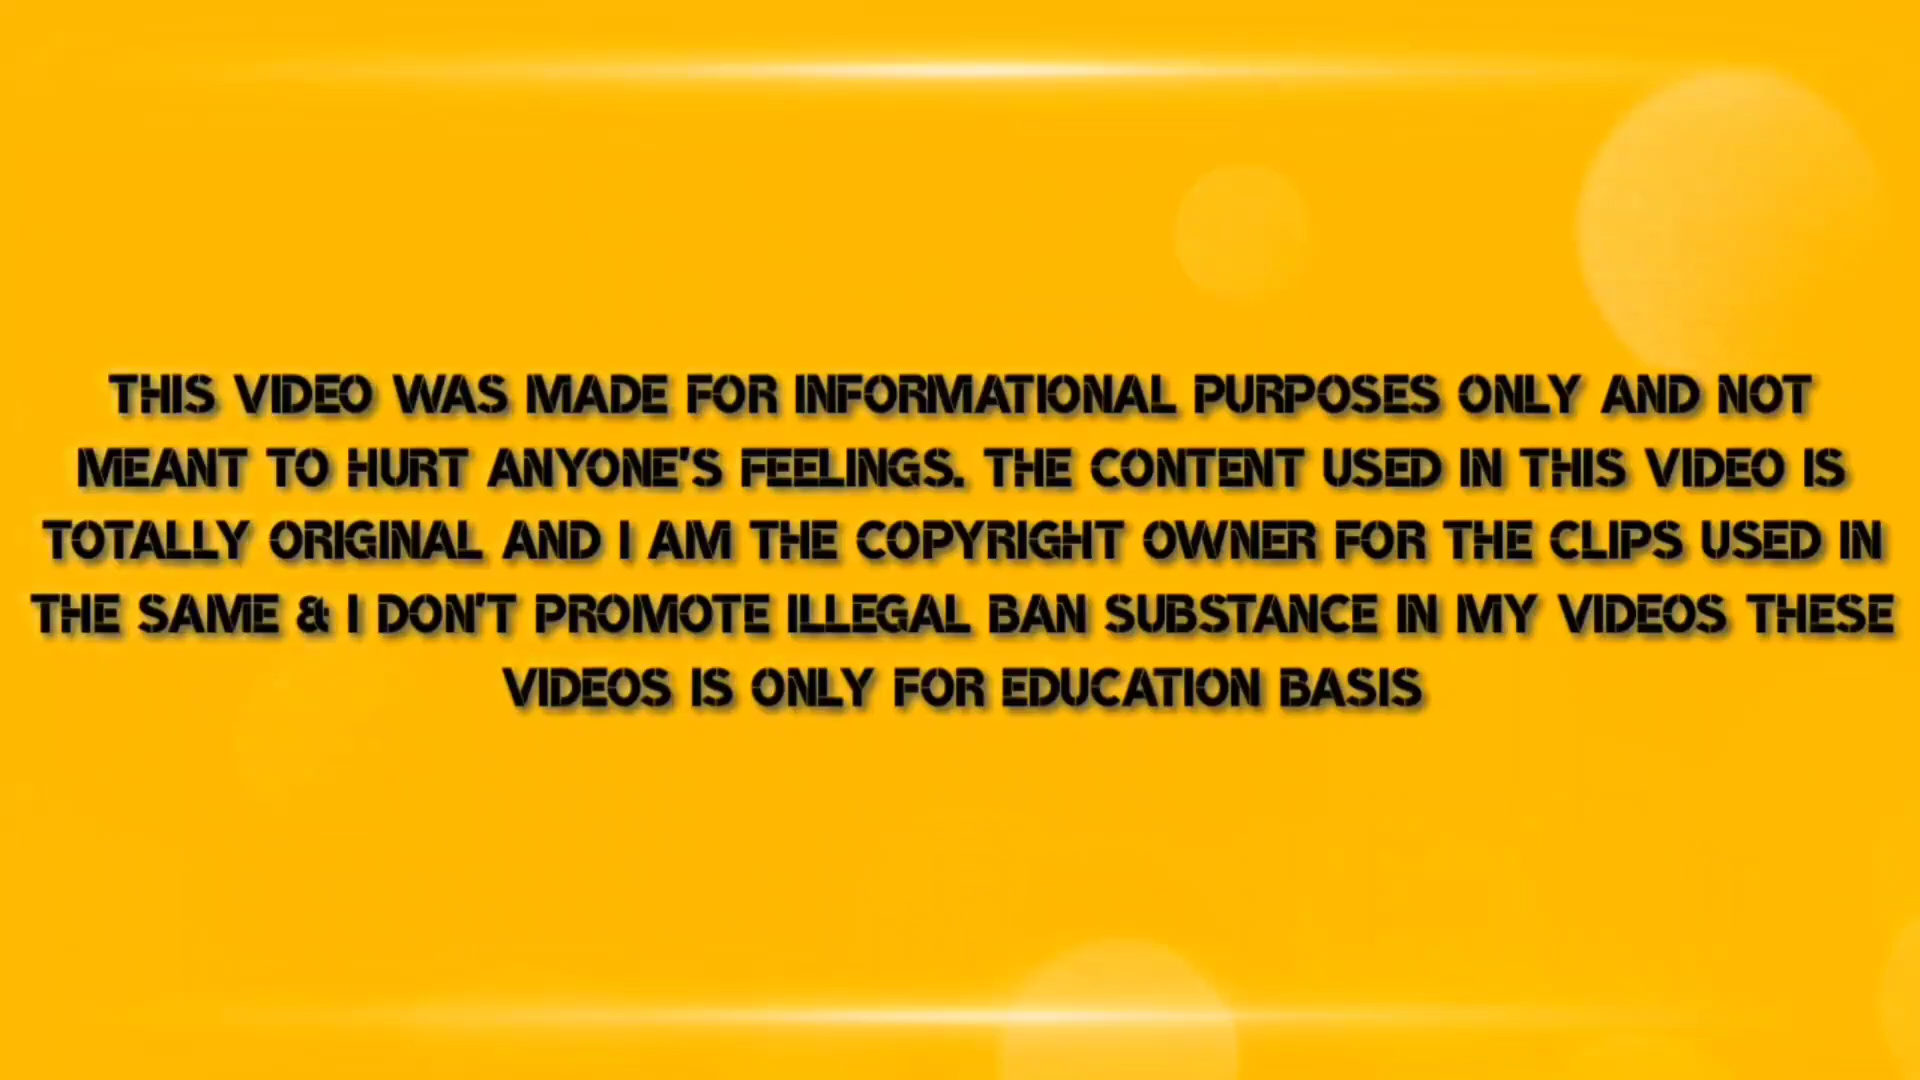 THIS VIDEO WAS MADE FOR INFORMATIONAL PURPOSES ONLY AND NOT
MEANT TO HURT ANYONE'S FEELINGS. THE CONTENT USED IN THIS VIDEO IS
TOTALLY ORIGINAL AND I AM THE COPYRIGHT OWNER FOR THE CLIPS USED IN
THE SAME & I DON'T PROMOTE ILLEGAL BAN SUBSTANCE IN MY VIDEOS THESE
VIDEOS IS ONLY FOR EDUCATION BASIS